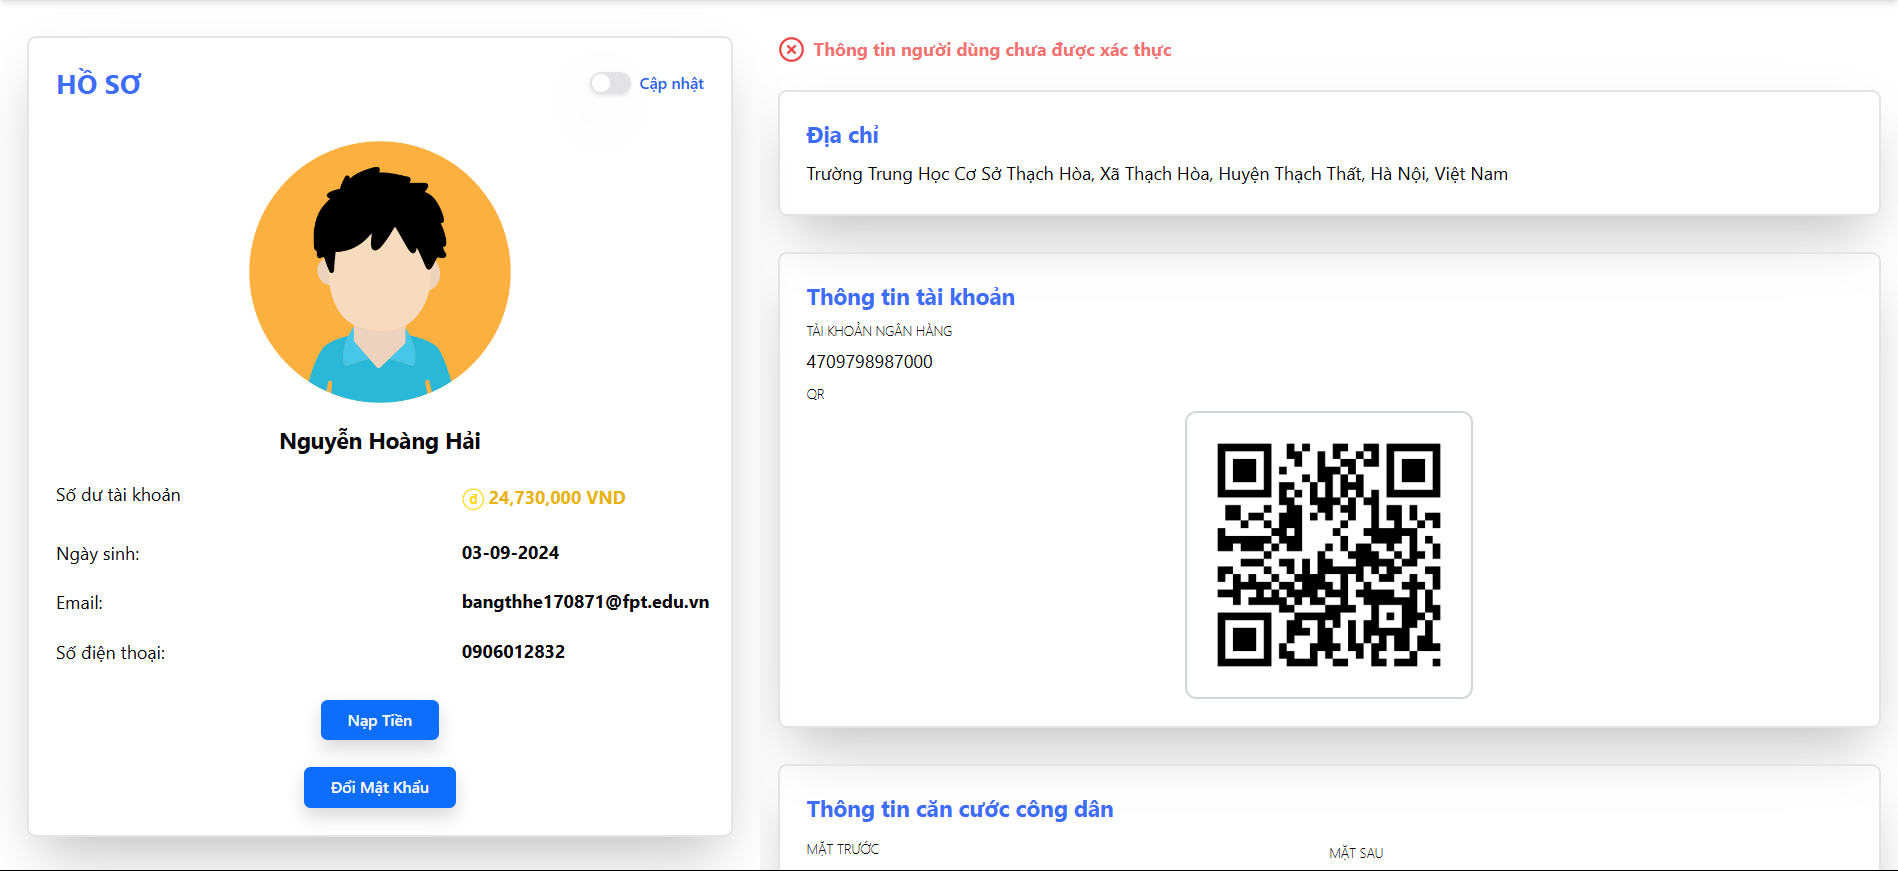 HỒ SƠ
Cập nhật
Nguyễn Hoàng Hải
Số dư tài khoản
đ 24,730,000 VND
Ngày sinh:
03-09-2024
Email:
bangthhe170871@fpt.edu.vn
Số điện thoại:
0906012832
Nạp Tiền
Đổi Mật Khẩu
Thông tin người dùng chưa được xác thực
Địa chỉ
Trường Trung Học Cơ Sở Thạch Hòa, Xã Thạch Hòa, Huyện Thạch Thất, Hà Nội, Việt Nam
Thông tin tài khoản
TÀI KHOẢN NGÂN HÀNG
4709798987000
QR
Thông tin căn cước công dân
MẶT TRƯỚC
MẶT SAU